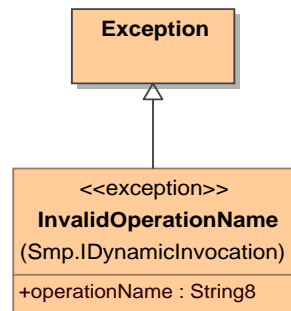 Exception
<<exception>>
InvalidOperationName
(Smp.IDynamicInvocation)
+operationName : String8